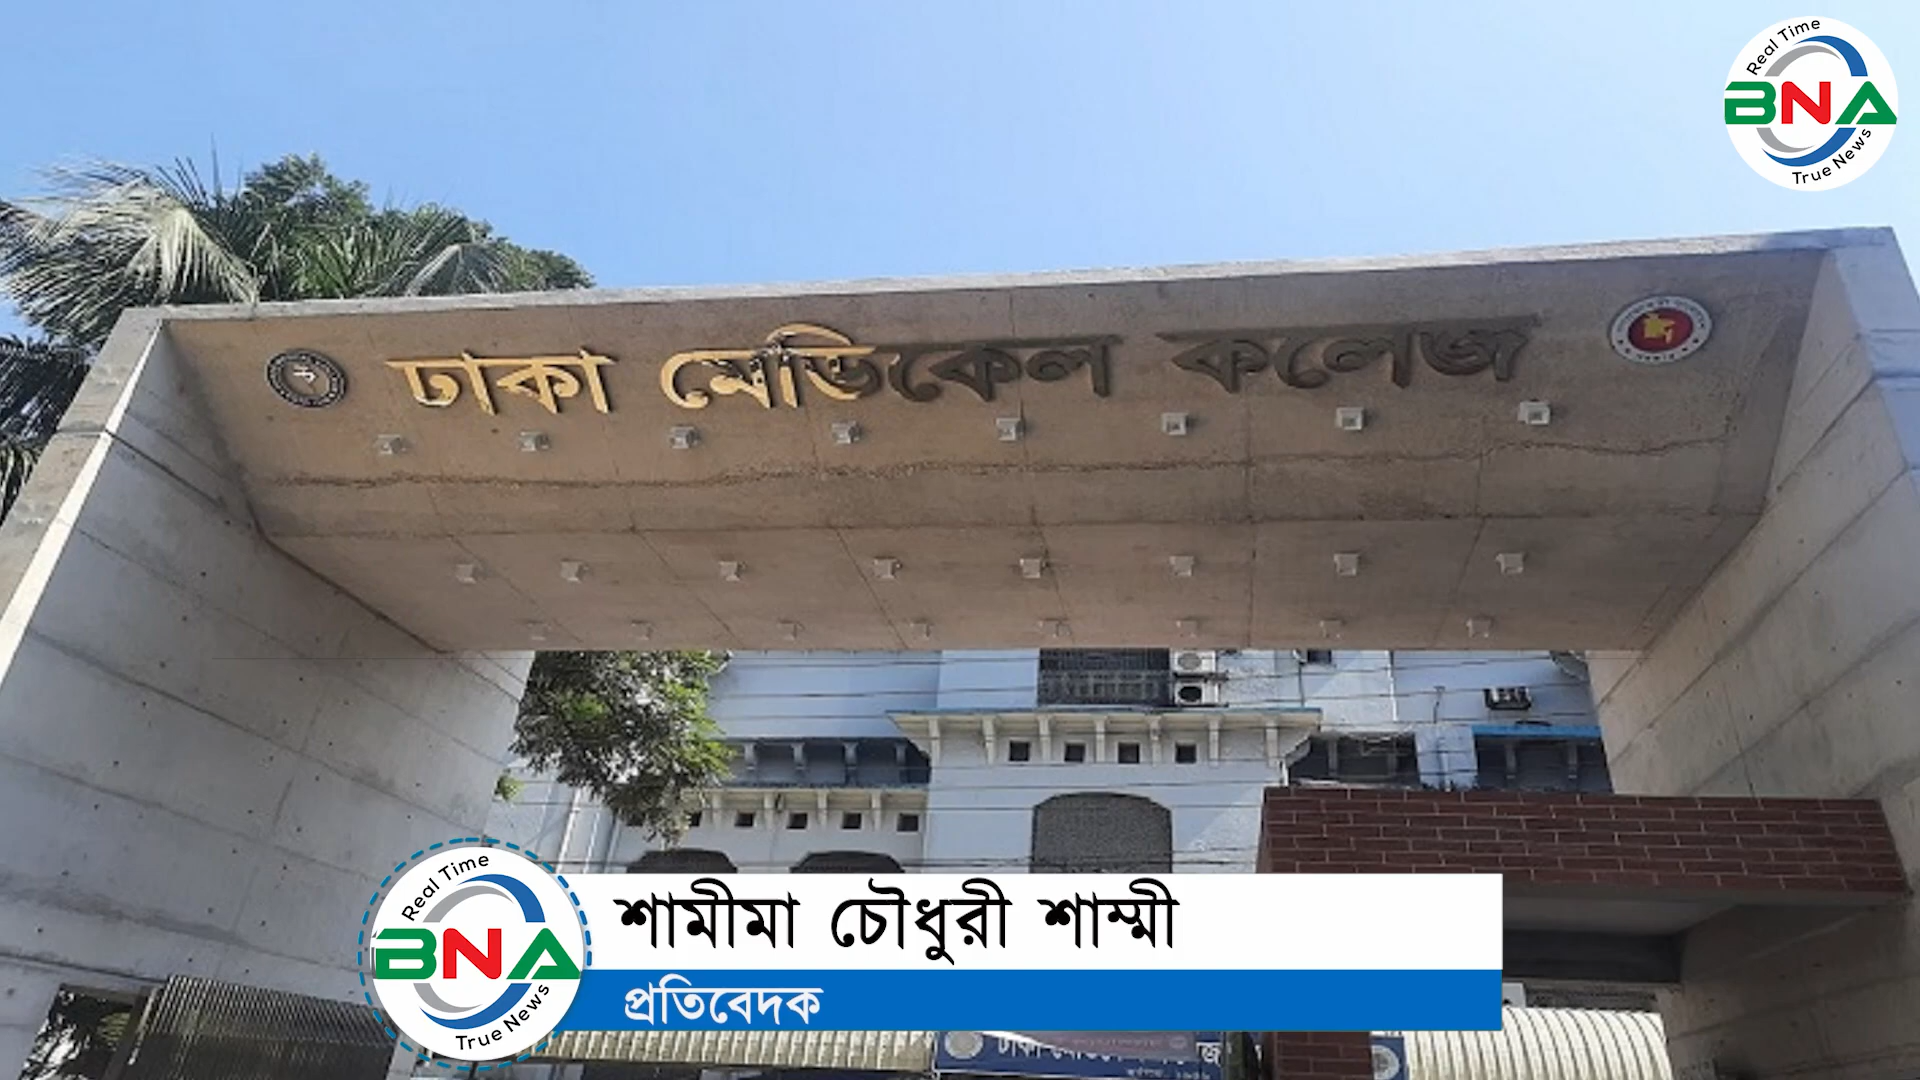 Real Time
BNA
True News
ঢাকা মেডিকেল কলেজ
Real Time
BNA
True News
শামীমা চৌধুরী শাম্মী
প্রতিবেদক